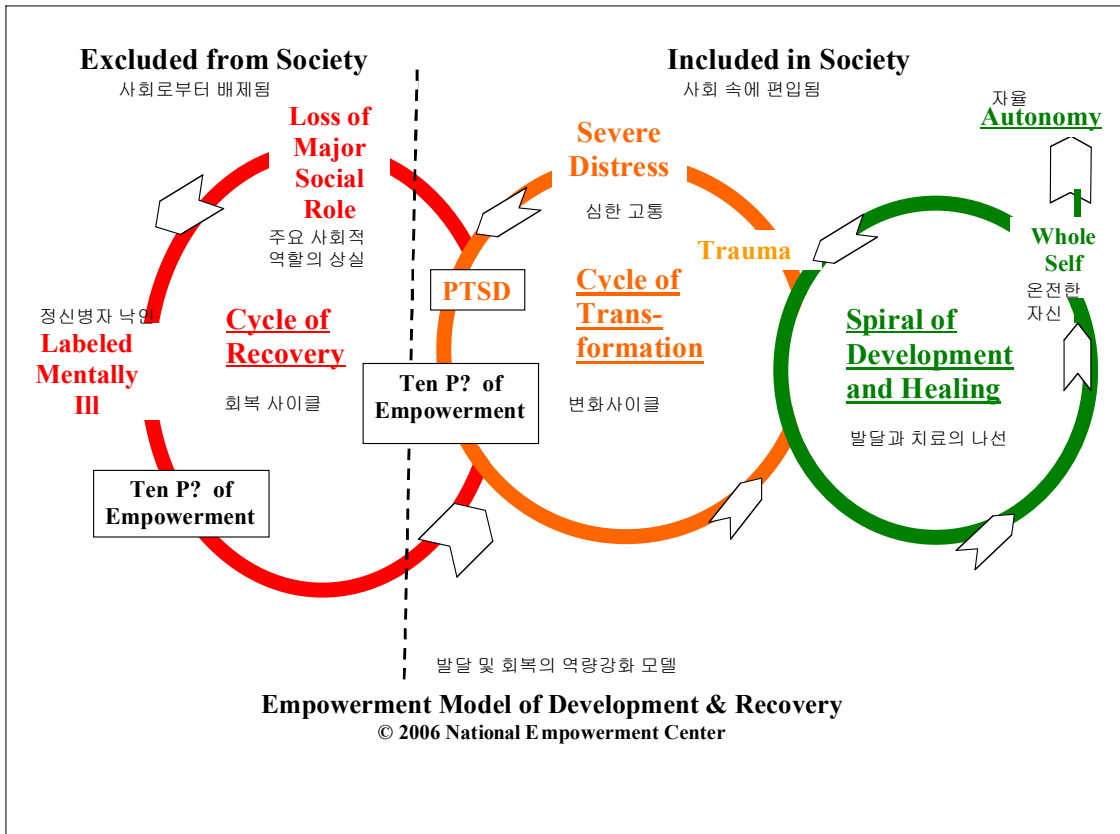 Excluded from Society
사회로부터 배제됨
Included in Society
사회 속에 편입됨
Loss of
Major
Social
Role
주요 사회적
역할의 상실
정신병자 낙인
Labeled
Mentally
Ill
Cycle of
Recovery
회복 사이클
Ten P? of
Empowerment
Severe
Distress
심한 고통
PTSD
Trauma
Cycle of
Trans-
formation
변화사이클
Ten P? of
Empowerment
자율
Autonomy
Whole
Self
온전한
자신
Spiral of
Development
and Healing
발달과 치료의 나선
발달 및 회복의 역량강화 모델
Empowerment Model of Development & Recovery
© 2006 National Empowerment Center